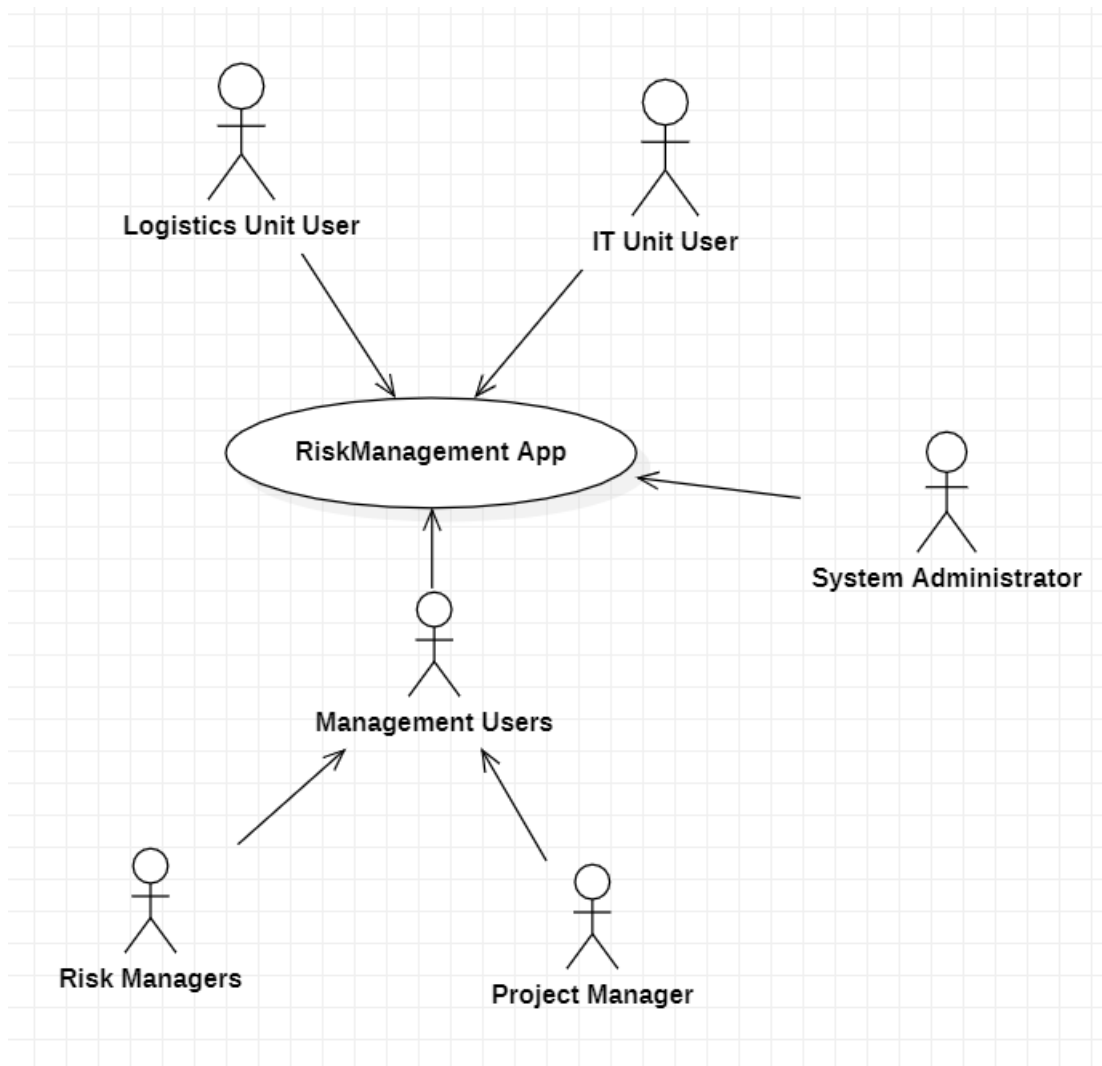 Logistics Unit User
IT Unit User
RiskManagement App
System Administrator
Management Users
Risk Managers
Project Manager